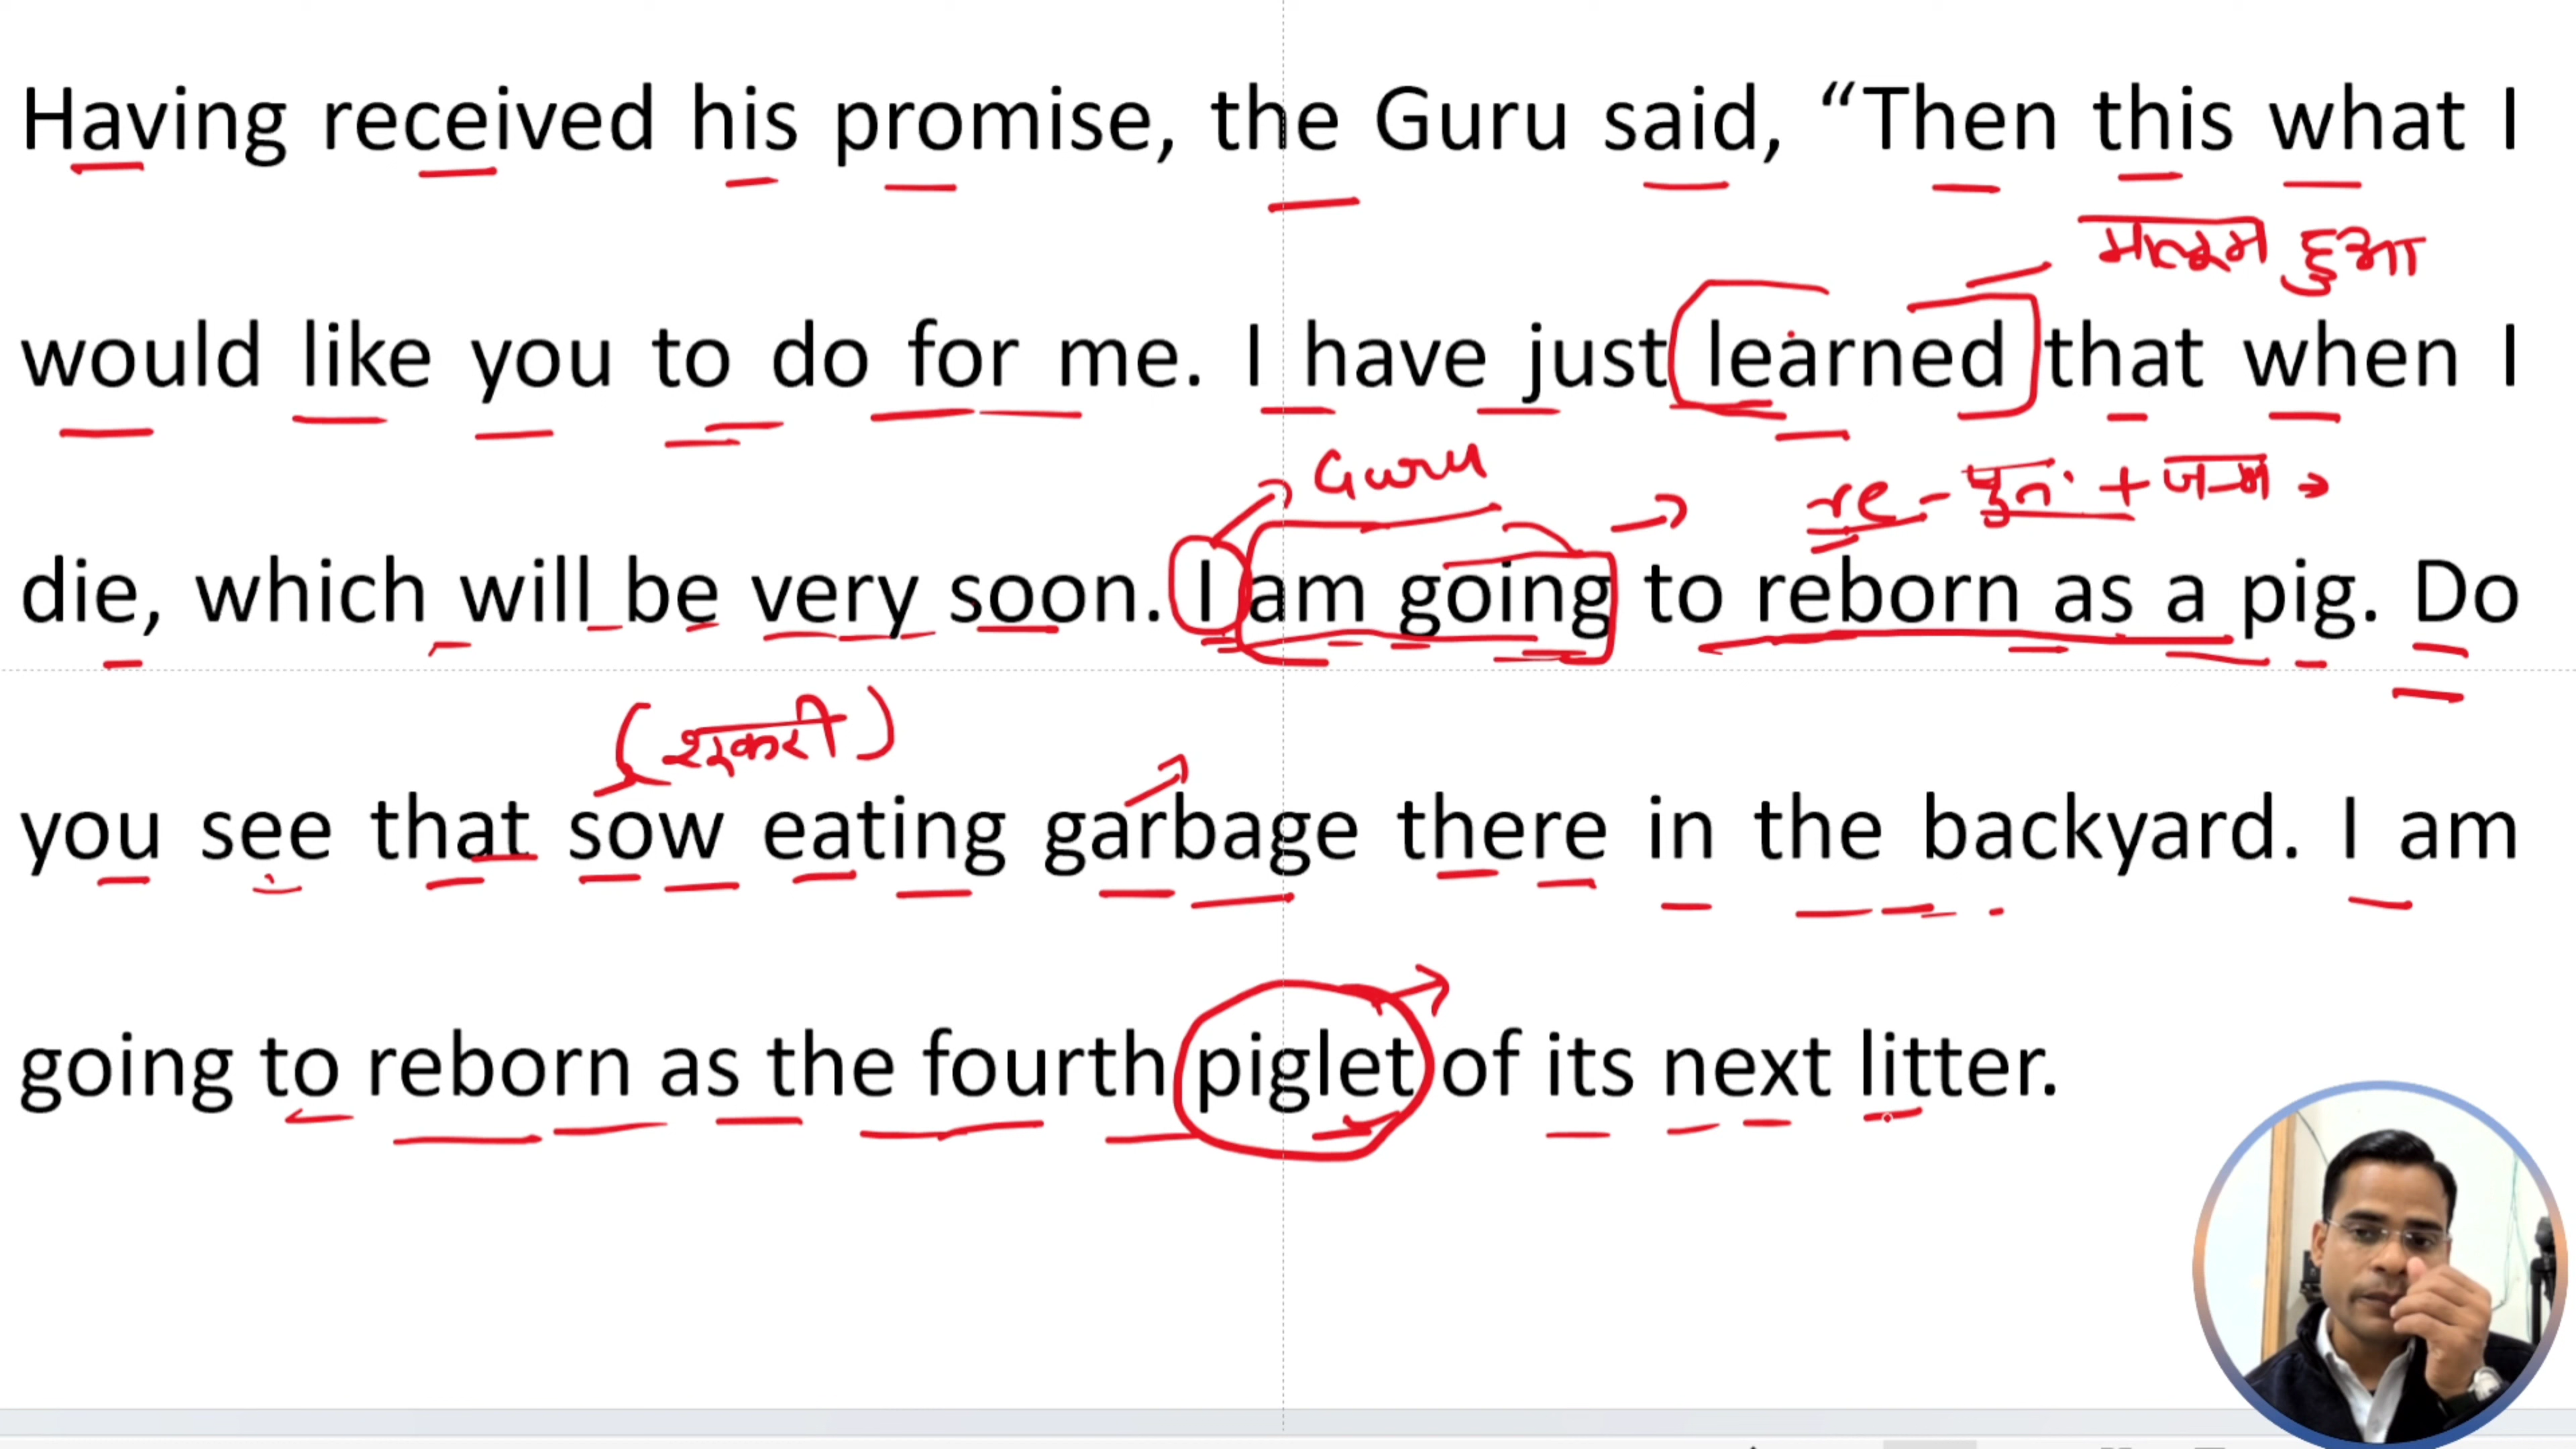 Having received his promise, the Guru said, “Then this what I
मालूम हुआ
would like you to do for me. I have just learned that when I
Guru re - पुनः + जन्म →
die, which will be very soon. I am going to reborn as a pig. Do
(शूकरी)
you see that sow eating garbage there in the backyard. I am
going to reborn as the fourth piglet of its next litter.